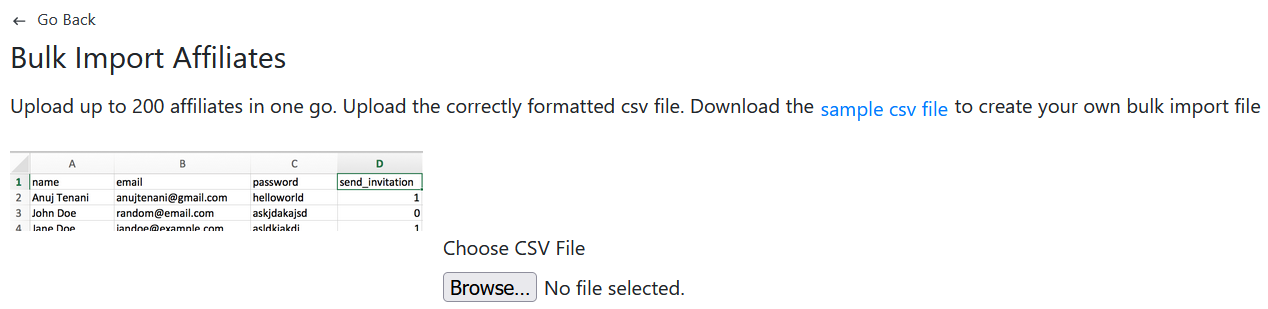 ← Go Back
Bulk Import Affiliates
Upload up to 200 affiliates in one go. Upload the correctly formatted csv file. Download the sample csv file to create your own bulk import file
A B C D
1 name email password send_invitation
2 Anuj Tenani anujtenani@gmail.com helloworld 1
3 John Doe random@email.com askjdakajsd 0
4 Jane Doe jandoe@example.com asldkjakdj 1
Choose CSV File
Browse... No file selected.